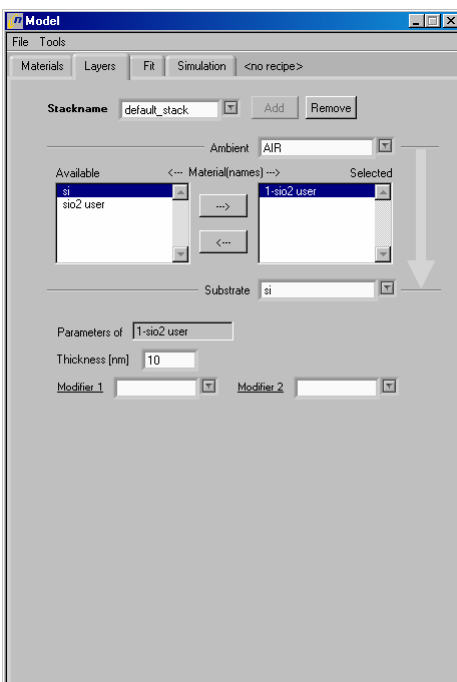 Model
File Tools
Materials Layers Fit Simulation <no recipe>
Stackname default_stack Add Remove
Ambient AIR
Available <--- Material(names) ---> Selected
si 1-sio2 user
sio2 user
--->
<---
Substrate si
Parameters of 1-sio2 user
Thickness [nm] 10
Modifier 1 Modifier 2